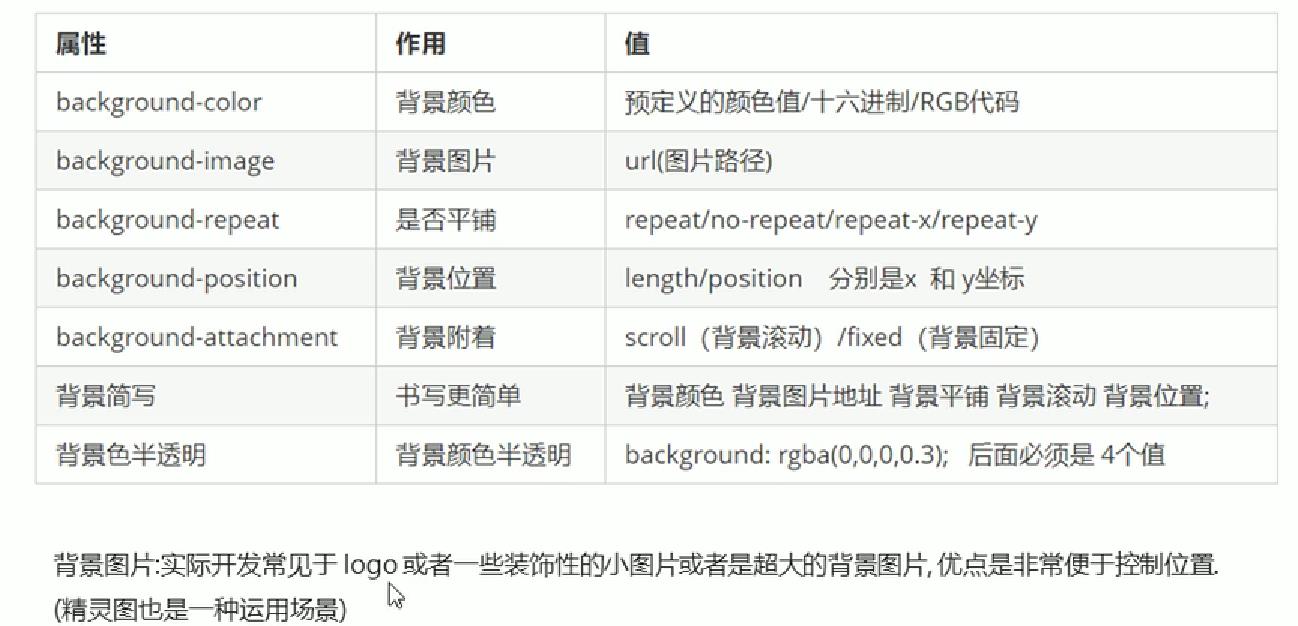 属性 作用 值
background-color 背景颜色 预定义的颜色值/十六进制/RGB代码
background-image 背景图片 url(图片路径)
background-repeat 是否平铺 repeat/no-repeat/repeat-x/repeat-y
background-position 背景位置 length/position 分别是x 和 y坐标
background-attachment 背景附着 scroll（背景滚动）/fixed（背景固定）
背景简写 书写更简单 背景颜色 背景图片地址 背景平铺 背景滚动 背景位置;
背景色半透明 背景颜色半透明 background: rgba(0,0,0,0.3); 后面必须是 4个值
背景图片:实际开发常见于 logo 或者一些装饰性的小图片或者是超大的背景图片, 优点是非常便于控制位置.
(精灵图也是一种运用场景)